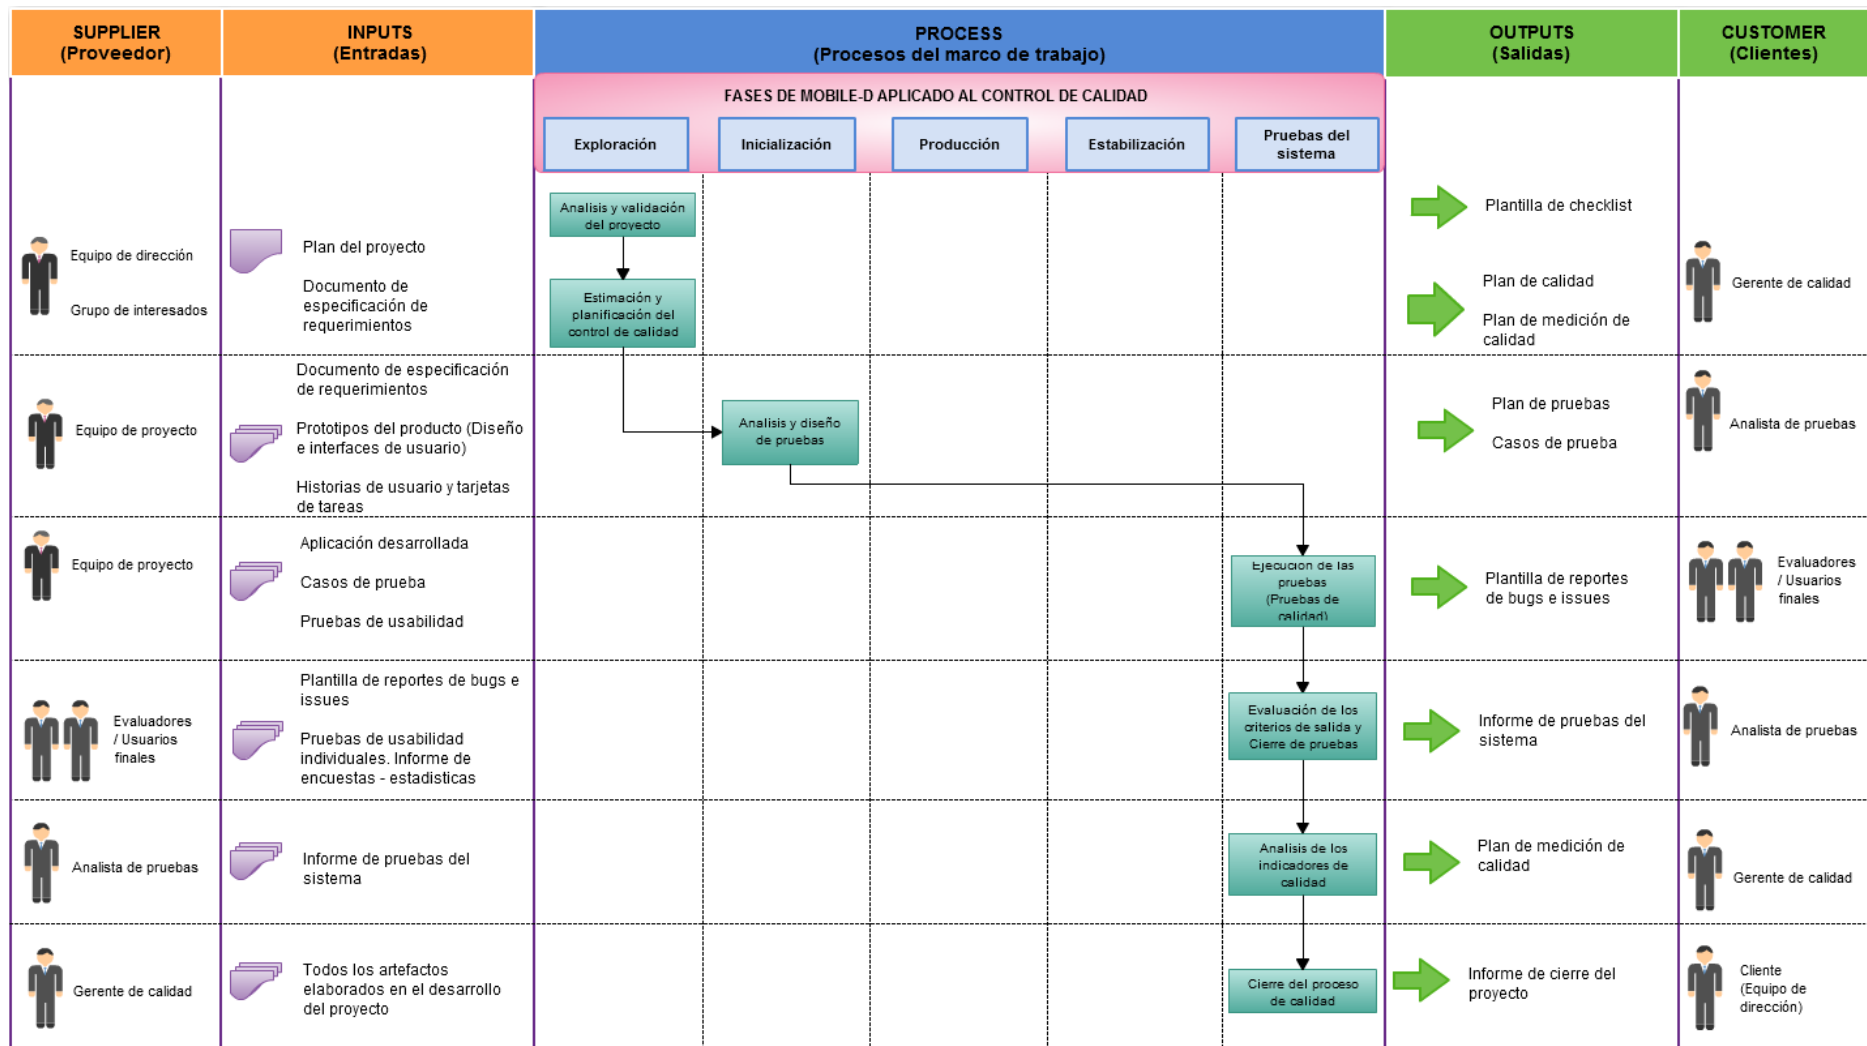 SUPPLIER
(Proveedor)
INPUTS
(Entradas)
PROCESS
(Procesos del marco de trabajo)
OUTPUTS
(Salidas)
CUSTOMER
(Clientes)
FASES DE MOBILE-D APLICADO AL CONTROL DE CALIDAD
Exploración
Inicialización
Producción
Estabilización
Pruebas del
sistema
Equipo de dirección
Grupo de interesados
Plan del proyecto
Documento de
especificación de
requerimientos
Analisis y validación
del proyecto
Estimación y
planificación del
control de calidad
Plantilla de checklist
Plan de calidad
Plan de medición de
calidad
Gerente de calidad
Equipo de proyecto
Documento de especificación
de requerimientos
Prototipos del producto (Diseño
e interfaces de usuario)
Historias de usuario y tarjetas
de tareas
Analisis y diseño
de pruebas
Plan de pruebas
Casos de prueba
Analista de pruebas
Equipo de proyecto
Aplicación desarrollada
Casos de prueba
Pruebas de usabilidad
Ejecución de las
pruebas
(Pruebas de
calidad)
Plantilla de reportes
de bugs e issues
Evaluadores
/ Usuarios
finales
Evaluadores
/ Usuarios
finales
Plantilla de reportes de bugs e
issues
Pruebas de usabilidad
individuales. Informe de
encuestas - estadisticas
Evaluación de los
criterios de salida y
Cierre de pruebas
Informe de pruebas del
sistema
Analista de pruebas
Analista de pruebas
Informe de pruebas del
sistema
Analisis de los
indicadores de
calidad
Plan de medición de
calidad
Gerente de calidad
Gerente de calidad
Todos los artefactos
elaborados en el desarrollo
del proyecto
Cierre del proceso
de calidad
Informe de cierre del
proyecto
Cliente
(Equipo de
dirección)